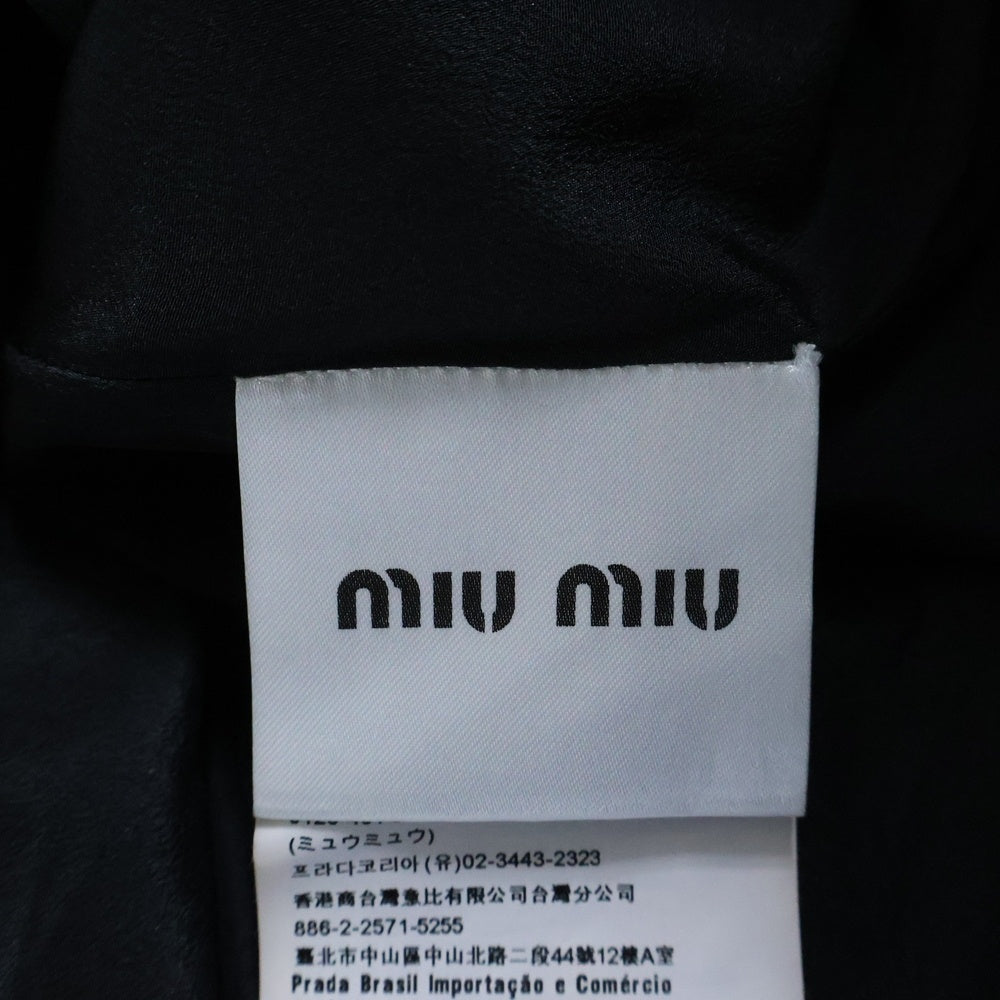 miu miu
(ミュウミュウ)
프라다코리아(유)02-3443-2323
香港商台灣意比有限公司台灣分公司
886-2-2571-5255
臺北市中山區中山北路二段44號12樓A室
Prada Brasil Importação e Comércio